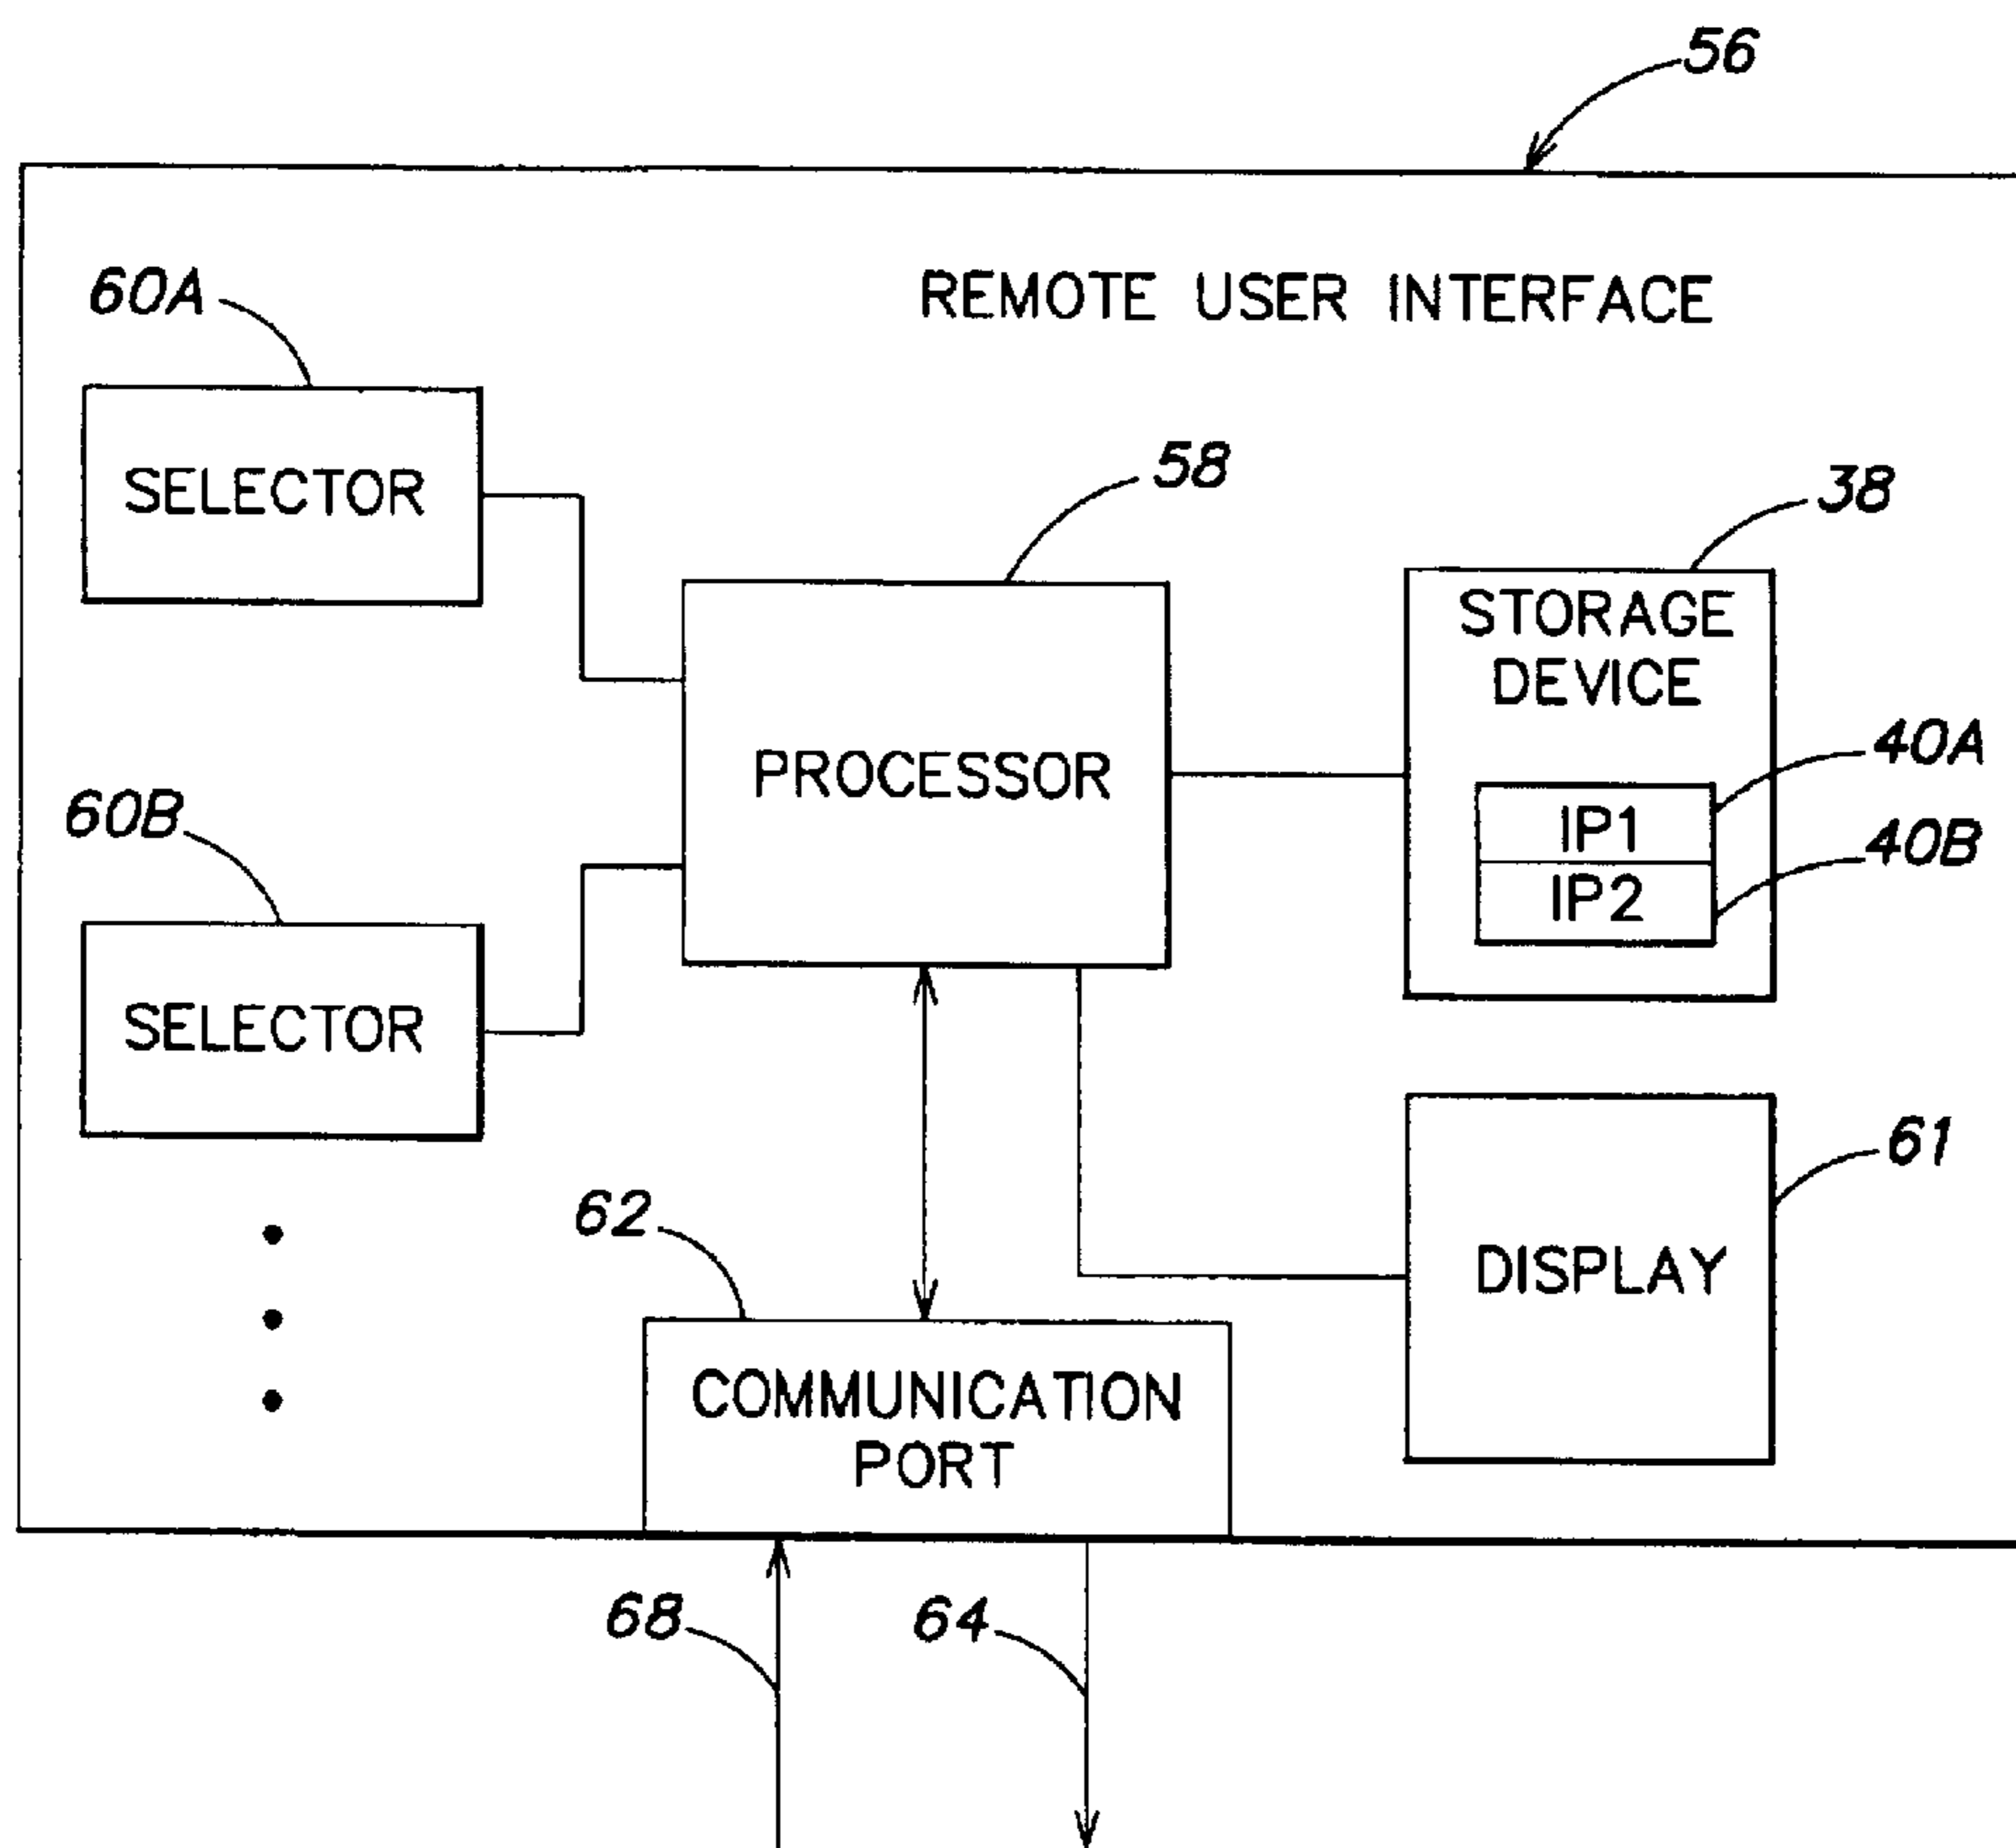 56
REMOTE USER INTERFACE
60A
SELECTOR
58
38
STORAGE
DEVICE
PROCESSOR
40A
IP1
60B
40B
IP2
SELECTOR
61
62
DISPLAY
COMMUNICATION
PORT
68
64